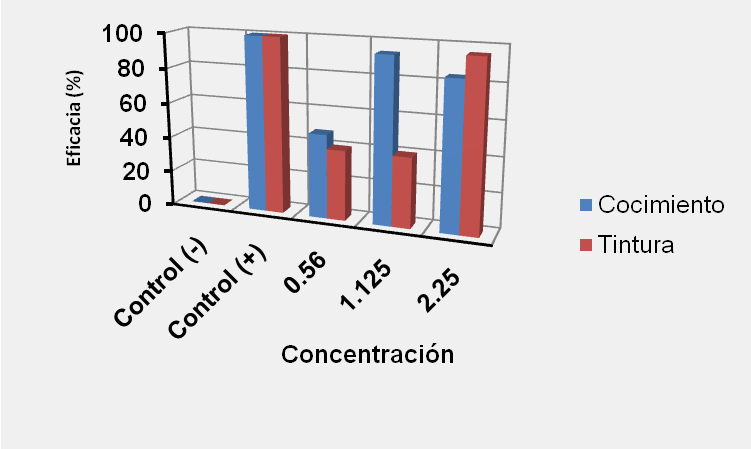 100
80
60
40
20
0
Eficacia (%)
Control (-)
Control (+)
0.56
1.125
2.25
Concentración
Cocimiento
Tintura